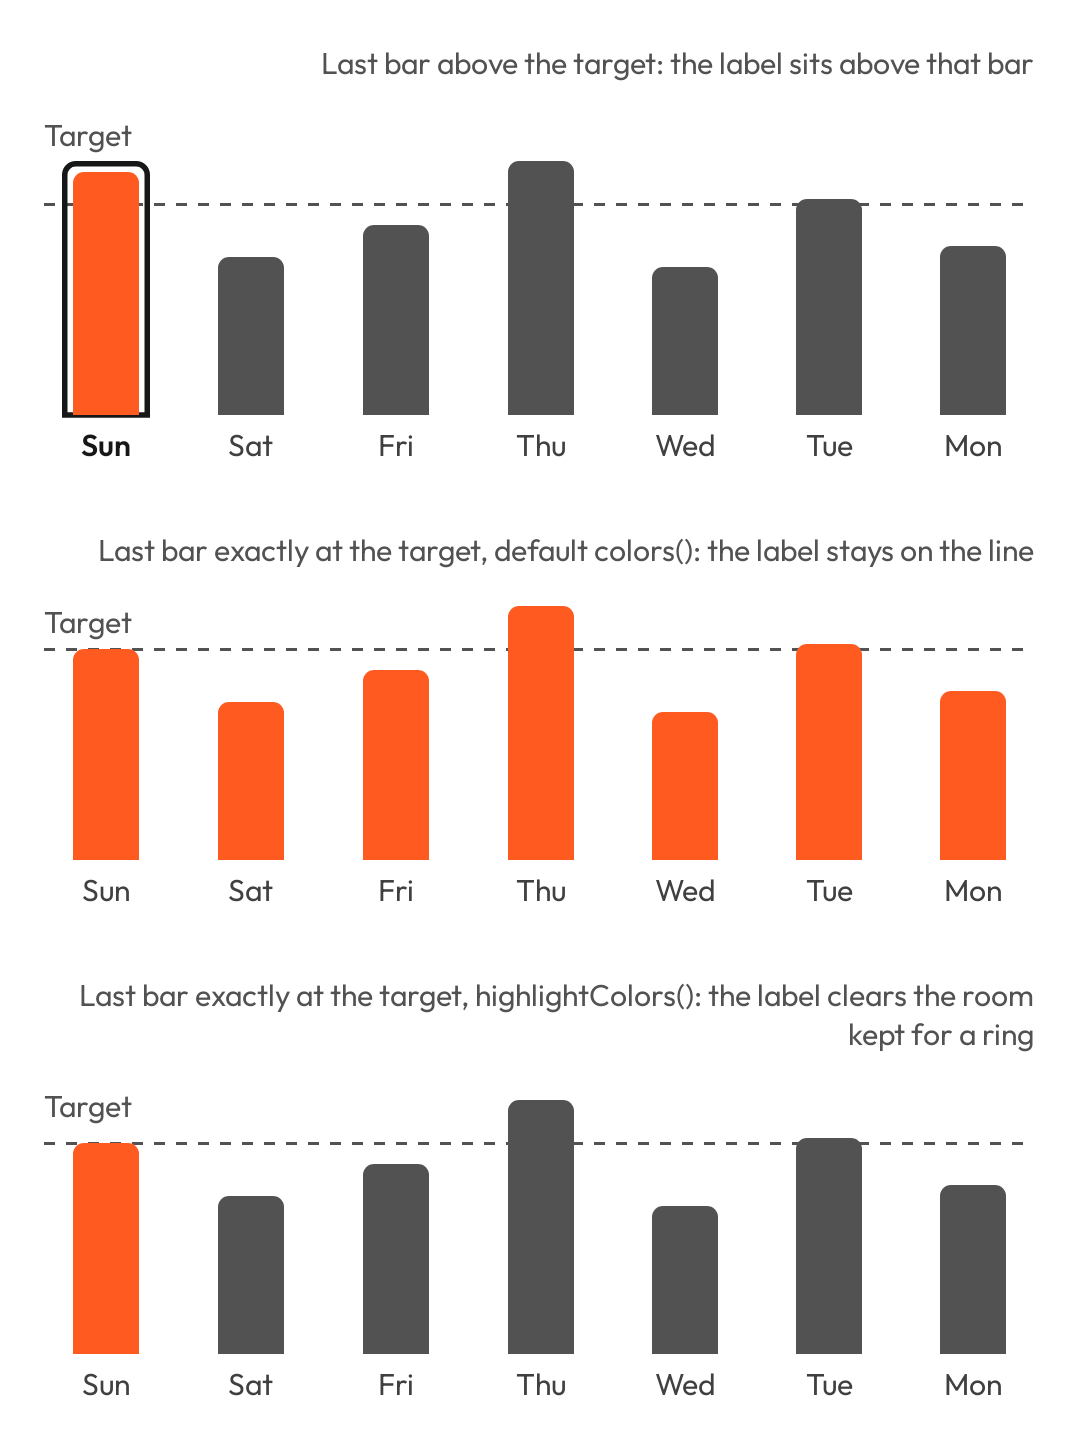 Last bar above the target: the label sits above that bar
Target
Sun Sat Fri Thu Wed Tue Mon
Last bar exactly at the target, default colors(): the label stays on the line
Target
Sun Sat Fri Thu Wed Tue Mon
Last bar exactly at the target, highlightColors(): the label clears the room
kept for a ring
Target
Sun Sat Fri Thu Wed Tue Mon